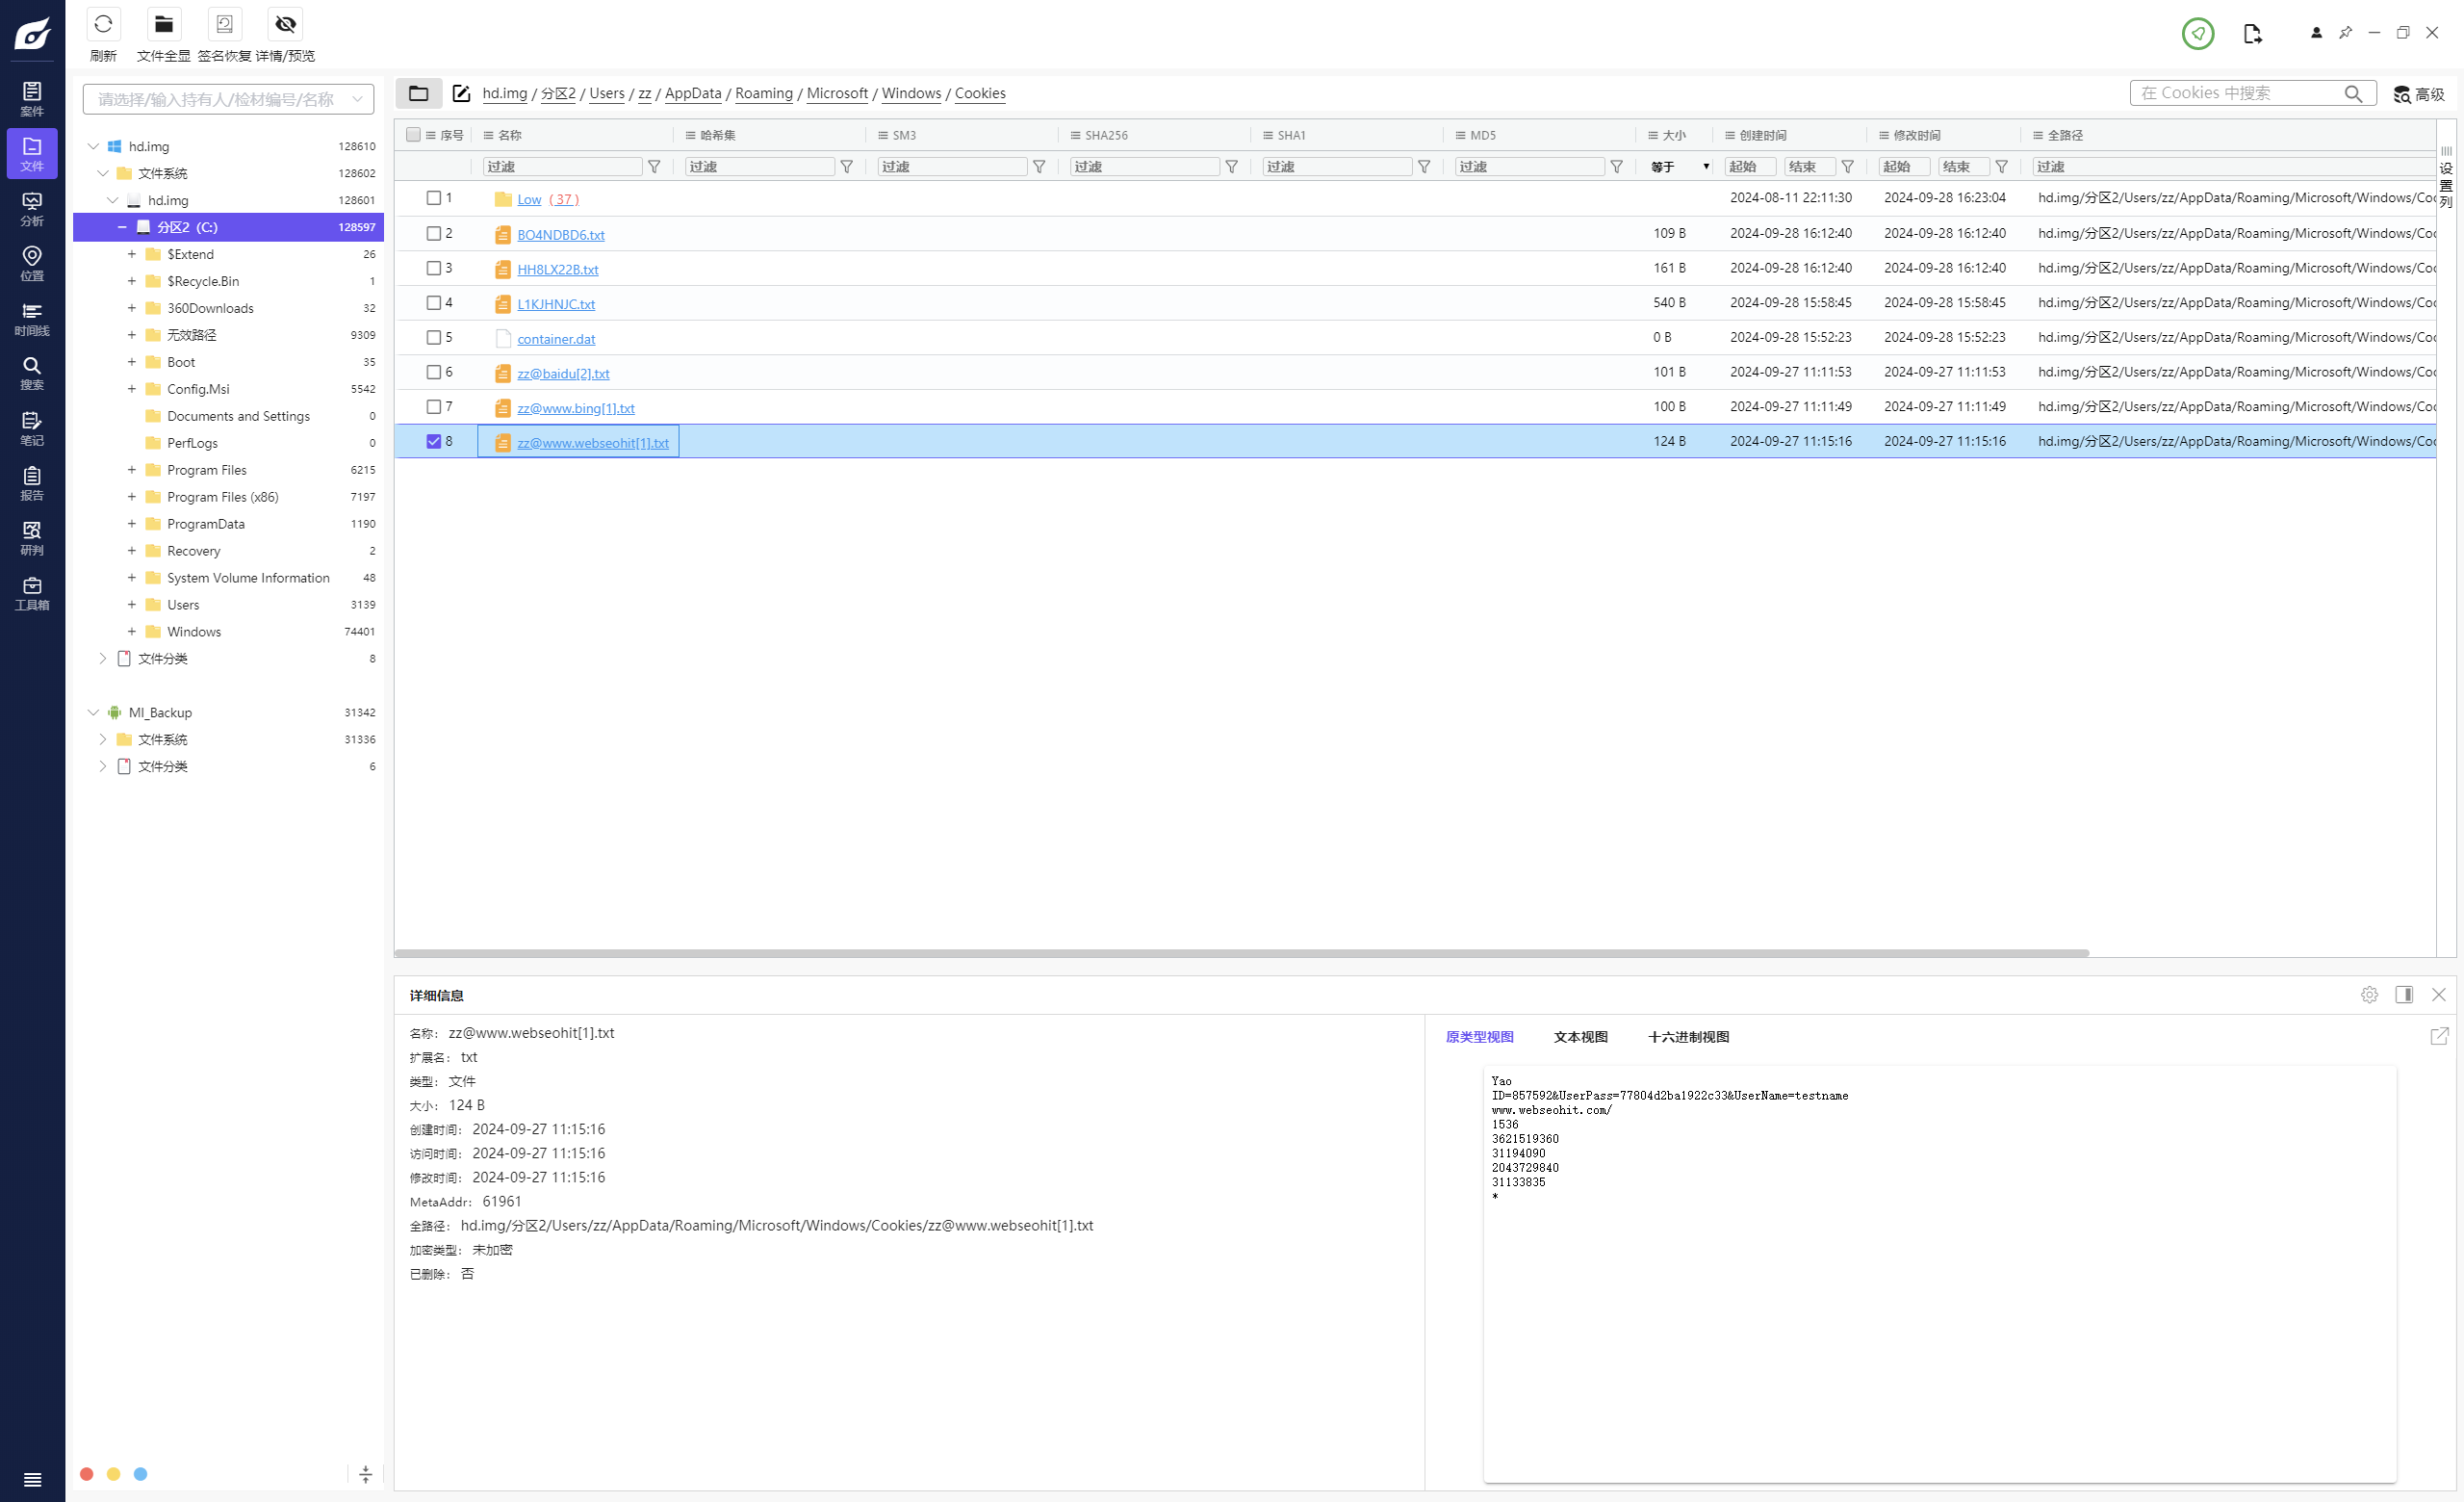 刷新 文件全显 签名恢复 详情/预览
案件
文件
分析
位置
时间线
搜索
笔记
报告
研判
工具箱
请选择/输入持有人/检材编号/名称
hd.img 128610
文件系统 128602
hd.img 128601
分区2 (C:) 128597
$Extend 26
$Recycle.Bin 1
360Downloads 32
无效路径 9309
Boot 35
Config.Msi 5542
Documents and Settings 0
PerfLogs 0
Program Files 6215
Program Files (x86) 7197
ProgramData 1190
Recovery 2
System Volume Information 48
Users 3139
Windows 74401
文件分类 8
MI_Backup 31342
文件系统 31336
文件分类 6
hd.img / 分区2 / Users / zz / AppData / Roaming / Microsoft / Windows / Cookies
在 Cookies 中搜索 高级
序号 名称 哈希集 SM3 SHA256 SHA1 MD5 大小 创建时间 修改时间 全路径
过滤 过滤 过滤 过滤 过滤 过滤 等于 起始 结束 起始 结束 过滤
设置列
1 Low ( 37 ) 2024-08-11 22:11:30 2024-09-28 16:23:04 hd.img/分区2/Users/zz/AppData/Roaming/Microsoft/Windows/Coo
2 BO4NDBD6.txt 109 B 2024-09-28 16:12:40 2024-09-28 16:12:40 hd.img/分区2/Users/zz/AppData/Roaming/Microsoft/Windows/Coo
3 HH8LX22B.txt 161 B 2024-09-28 16:12:40 2024-09-28 16:12:40 hd.img/分区2/Users/zz/AppData/Roaming/Microsoft/Windows/Coo
4 L1KJHNJC.txt 540 B 2024-09-28 15:58:45 2024-09-28 15:58:45 hd.img/分区2/Users/zz/AppData/Roaming/Microsoft/Windows/Coo
5 container.dat 0 B 2024-09-28 15:52:23 2024-09-28 15:52:23 hd.img/分区2/Users/zz/AppData/Roaming/Microsoft/Windows/Coo
6 zz@baidu[2].txt 101 B 2024-09-27 11:11:53 2024-09-27 11:11:53 hd.img/分区2/Users/zz/AppData/Roaming/Microsoft/Windows/Coo
7 zz@www.bing[1].txt 100 B 2024-09-27 11:11:49 2024-09-27 11:11:49 hd.img/分区2/Users/zz/AppData/Roaming/Microsoft/Windows/Coo
8 zz@www.webseohit[1].txt 124 B 2024-09-27 11:15:16 2024-09-27 11:15:16 hd.img/分区2/Users/zz/AppData/Roaming/Microsoft/Windows/Coo
详细信息
名称: zz@www.webseohit[1].txt
扩展名: txt
类型: 文件
大小: 124 B
创建时间: 2024-09-27 11:15:16
访问时间: 2024-09-27 11:15:16
修改时间: 2024-09-27 11:15:16
MetaAddr: 61961
全路径: hd.img/分区2/Users/zz/AppData/Roaming/Microsoft/Windows/Cookies/zz@www.webseohit[1].txt
加密类型: 未加密
已删除: 否
原类型视图 文本视图 十六进制视图
Yao
ID=857592&UserPass=77804d2ba1922c33&UserName=testname
www.webseohit.com/
1536
3621519360
31194090
2043729840
31133835
*